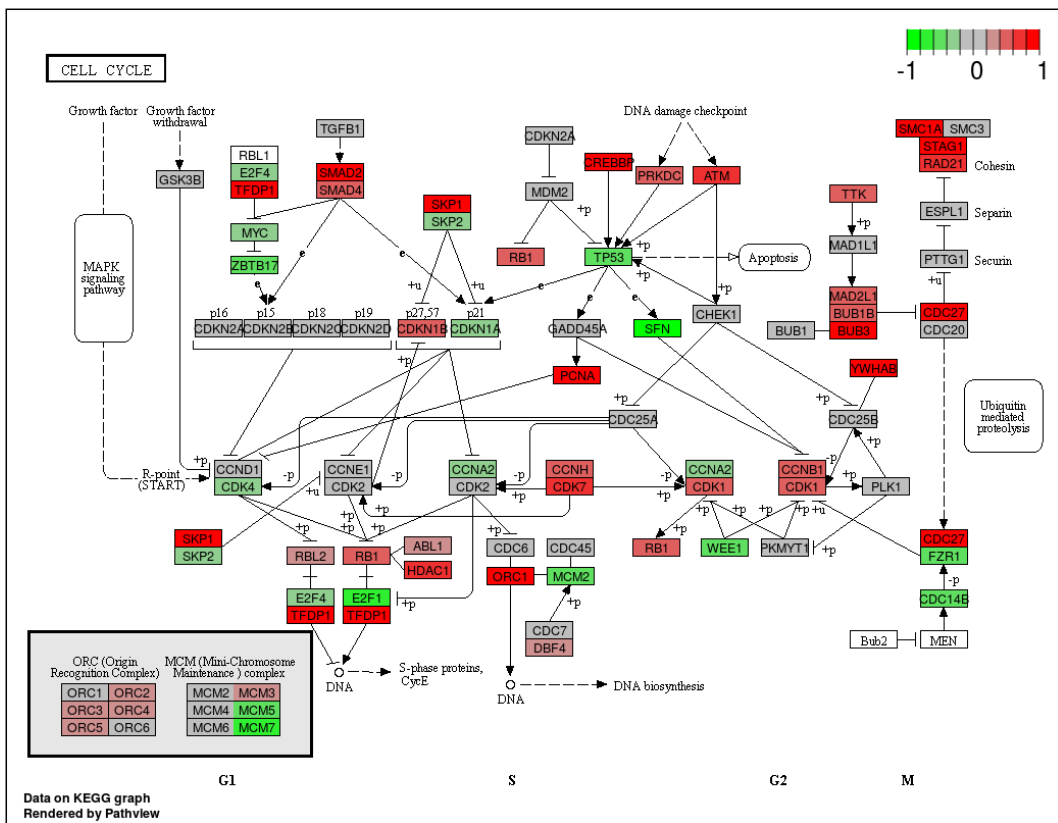 CELL CYCLE
-1 0 1
Growth factor
Growth factor
withdrawal
TGFB1
CDKN2A
DNA damage checkpoint
SMC1A SMC3
STAG1
RAD21
Cohesin
RBL1
E2F4
TFDP1
GSK3B
SMAD2
SMAD4
CREBBP
PRKDC
ATM
MDM2
TTK
ESPL1
Separin
SKP1
SKP2
+p
+p
MYC
RB1
+p
TP53
Apoptosis
MAD1L1
PTTG1
Securin
ZBTB17
MAPK
signaling
pathway
e
e
e
+u
+u
e
e
e
+p
+p
+u
MAD2L1
BUB1B
BUB3
BUB1
CDC27
CDC20
p16
p15
p18
p19
p27,57
p21
CDKN2A
CDKN2B
CDKN2C
CDKN2D
CDKN1B
CDKN1A
GADD45A
SFN
CHEK1
+p
PCNA
YWHAB
Ubiquitin
mediated
proteolysis
+p
CDC25A
+p
CDC25B
+p
R-point
(START)
+p
CCND1
CDK4
-p
CCNE1
CDK2
-p
CCNA2
CDK2
-p
+p
CCNH
CDK7
-p
+p
CCNA2
CDK1
CCNB1
CDK1
-p
+p
PLK1
+u
+p
+p
+p
+p
+p
+p
+p
+p
+p
+u
SKP1
SKP2
RBL2
RB1
ABL1
HDAC1
CDC6
CDC45
RB1
WEE1
PKMYT1
+p
CDC27
FZR1
ORC1
MCM2
-p
E2F4
TFDP1
E2F1
TFDP1
+p
+p
CDC14B
CDC7
DBF4
Bub2
MEN
DNA
S-phase proteins,
CycE
DNA
DNA biosynthesis
ORC (Origin
Recognition Complex)
MCM (Mini-Chromosome
Maintenance ) complex
ORC1 ORC2
ORC3 ORC4
ORC5 ORC6
MCM2 MCM3
MCM4 MCM5
MCM6 MCM7
G1
S
G2
M
Data on KEGG graph
Rendered by Pathview